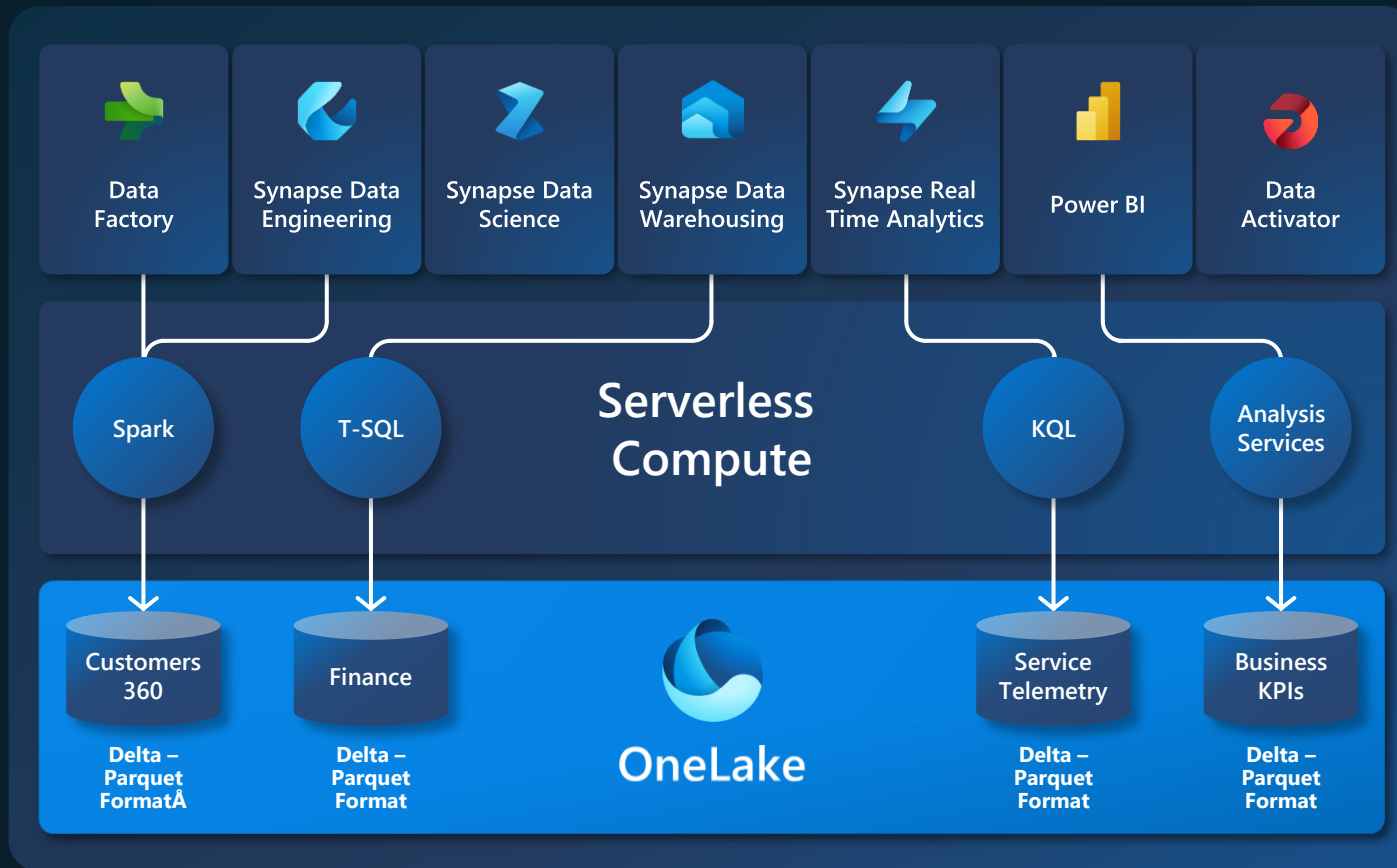 Data
Factory
Synapse Data
Engineering
Synapse Data
Science
Synapse Data
Warehousing
Synapse Real
Time Analytics
Power BI
Data
Activator
Spark
T-SQL
Serverless
Compute
KQL
Analysis
Services
Customers
360
Finance
Service
Telemetry
Business
KPIs
Delta –
Parquet
FormatÅ
Delta –
Parquet
Format
OneLake
Delta –
Parquet
Format
Delta –
Parquet
Format